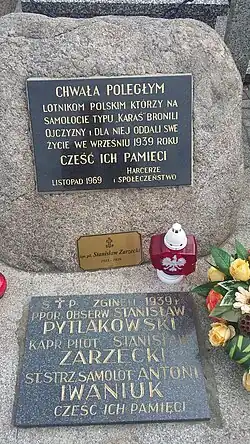 CHWAŁA POLEGŁYM
LOTNIKOM POLSKIM KTÓRZY NA
SAMOLOCIE TYPU „KARAŚ" BRONILI
OJCZYZNY I DLA NIEJ ODDALI SWE
ŻYCIE WE WRZEŚNIU 1939 ROKU
CZEŚĆ ICH PAMIĘCI
HARCERZE
LISTOPAD 1969 I SPOŁECZEŃSTWO
Stanisław Zarzecki
Ś P. ZGINĘLI 1939 r
PPOR. OBSERW. STANISŁAW
PYTLAKOWSKI
KAPR. PILOT STANISŁAW
ZARZECKI
ST. STRZ. SAMOLOT. ANTONI
IWANIUK
CZEŚĆ ICH PAMIĘCI